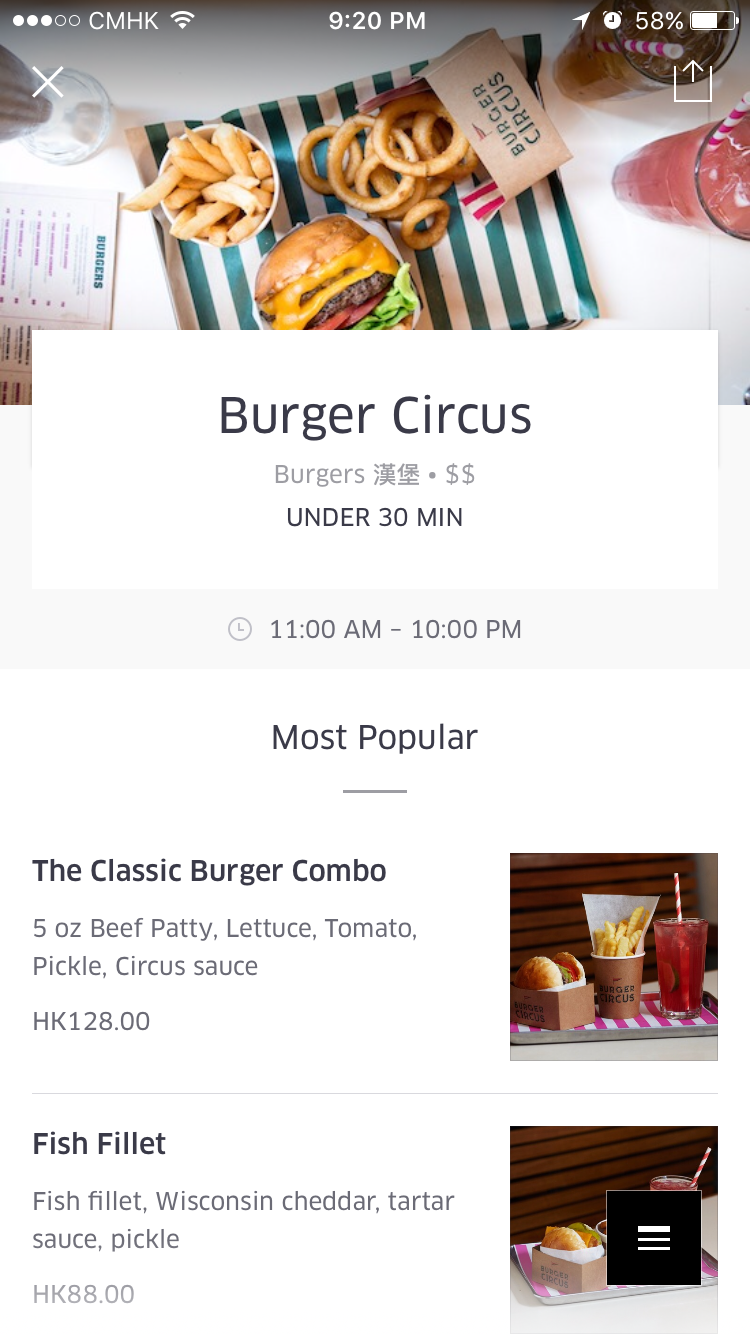 CMHK 9:20 PM 58%
BURGER
CIRCUS
BURGERS
Burger Circus
Burgers 漢堡 • $$
UNDER 30 MIN
11:00 AM – 10:00 PM
Most Popular
The Classic Burger Combo
5 oz Beef Patty, Lettuce, Tomato,
Pickle, Circus sauce
HK128.00
BURGER
CIRCUS
BURGER
CIRCUS
Fish Fillet
Fish fillet, Wisconsin cheddar, tartar
sauce, pickle
HK88.00
BURGER
CIRCUS